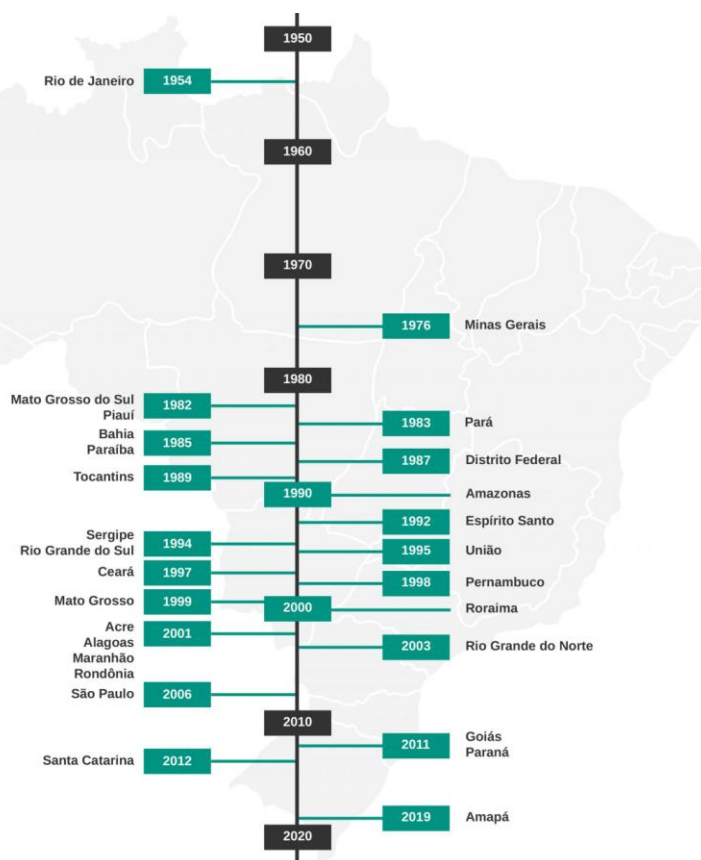 1950
Rio de Janeiro 1954
1960
1970
1976 Minas Gerais
1980
Mato Grosso do Sul
Piauí
1982
1983 Pará
Bahia
Paraíba
1985
1987 Distrito Federal
Tocantins 1989
1990 Amazonas
1992 Espírito Santo
Sergipe
Rio Grande do Sul
1994
1995 União
Ceará 1997
1998 Pernambuco
Mato Grosso 1999
2000 Roraima
Acre
Alagoas
Maranhão
Rondônia
2001
2003 Rio Grande do Norte
São Paulo 2006
2010
2011
Goiás
Paraná
Santa Catarina 2012
2019 Amapá
2020